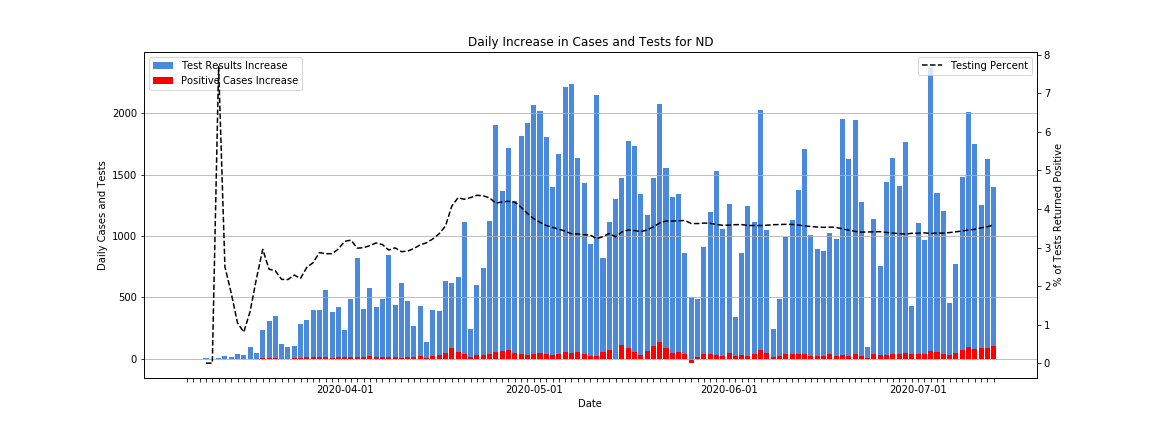 Daily Increase in Cases and Tests for ND
Test Results Increase
Positive Cases Increase
Testing Percent
Daily Cases and Tests
2000
1500
1000
500
0
8
7
6
5
4
3
2
1
0
% of Tests Returned Positive
2020-04-01
2020-05-01
2020-06-01
2020-07-01
Date